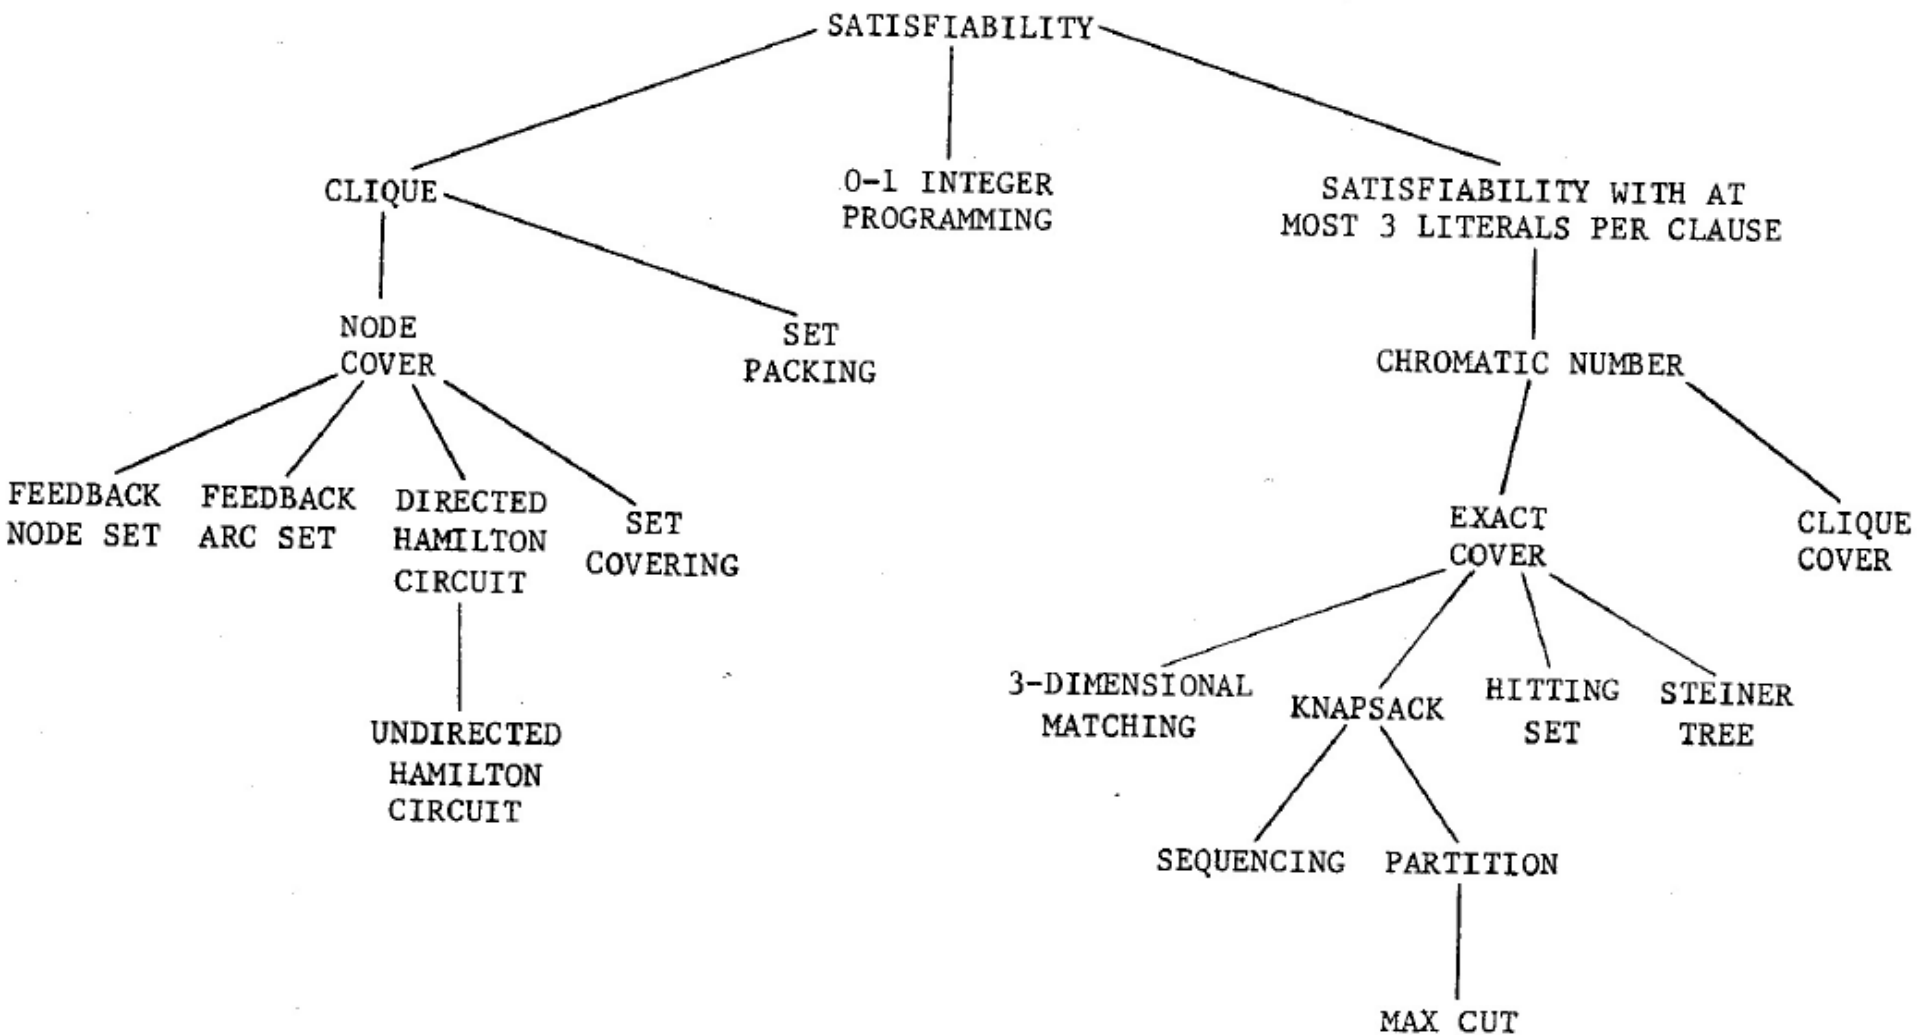 SATISFIABILITY
CLIQUE
0-1 INTEGER
PROGRAMMING
SATISFIABILITY WITH AT
MOST 3 LITERALS PER CLAUSE
NODE
COVER
SET
PACKING
CHROMATIC NUMBER
FEEDBACK
NODE SET
FEEDBACK
ARC SET
DIRECTED
HAMILTON
CIRCUIT
SET
COVERING
EXACT
COVER
CLIQUE
COVER
3-DIMENSIONAL
MATCHING
KNAPSACK
HITTING
SET
STEINER
TREE
UNDIRECTED
HAMILTON
CIRCUIT
SEQUENCING
PARTITION
MAX CUT